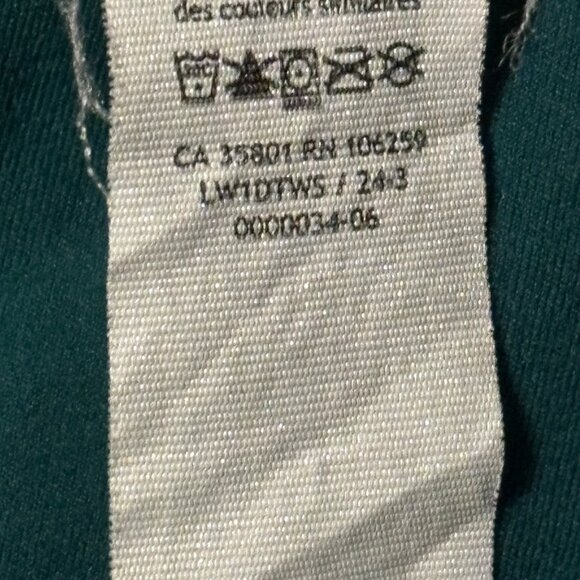 des couleurs similaires
CA 35801 RN 106259
LW1DTWS / 24-3
0000034-06